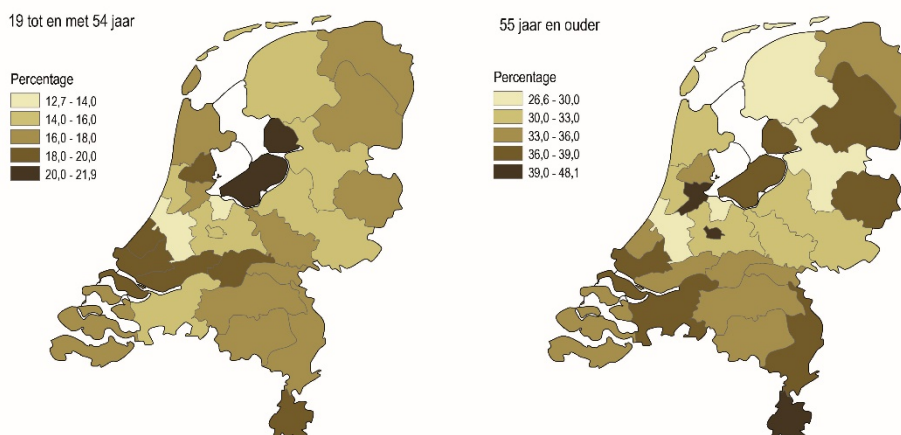 19 tot en met 54 jaar
Percentage
12,7 - 14,0
14,0 - 16,0
16,0 - 18,0
18,0 - 20,0
20,0 - 21,9
55 jaar en ouder
Percentage
26,6 - 30,0
30,0 - 33,0
33,0 - 36,0
36,0 - 39,0
39,0 - 48,1